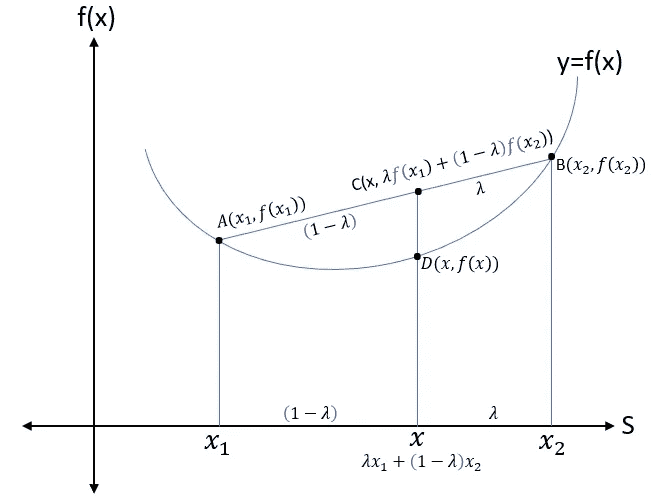 f(x)
y=f(x)
C(x, λf(x₁) + (1 − λ)f(x₂))
B(x₂, f(x₂))
A(x₁, f(x₁))
λ
(1 − λ)
D(x, f(x))
(1 − λ)
λ
S
x₁
x
x₂
λx₁ + (1 − λ)x₂